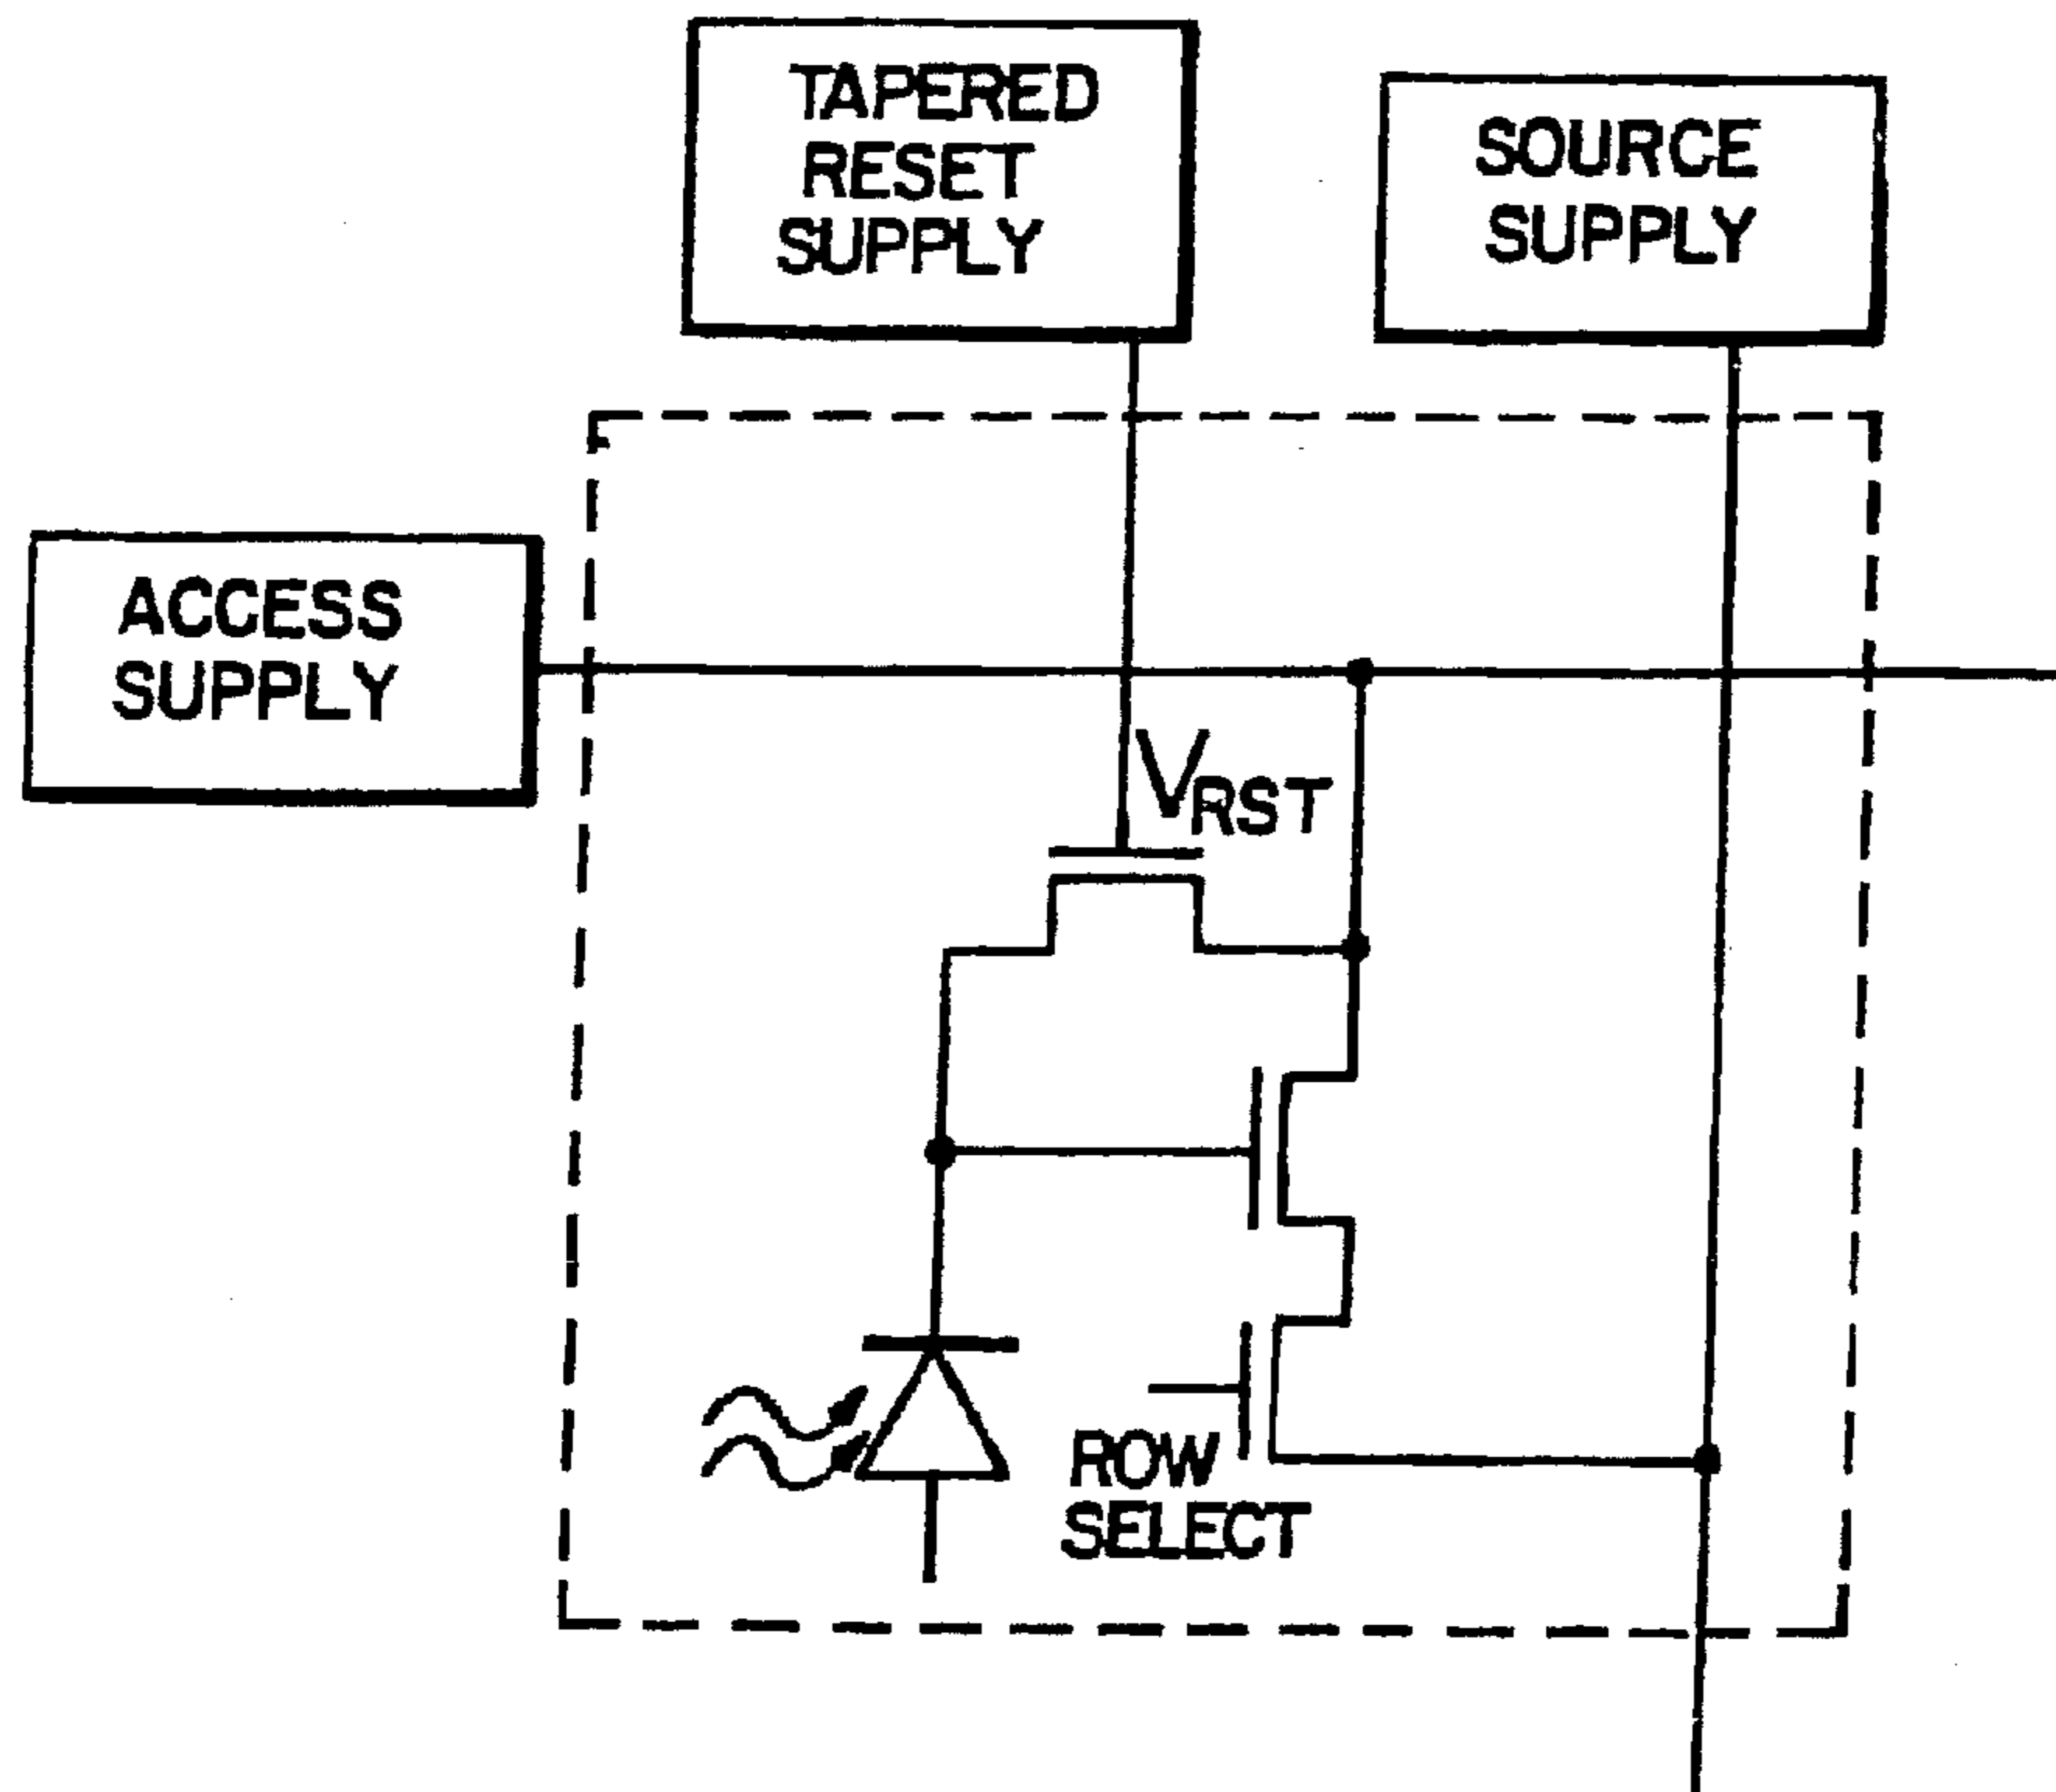 TAPERED
RESET
SUPPLY
SOURCE
SUPPLY
ACCESS
SUPPLY
VRST
ROW
SELECT